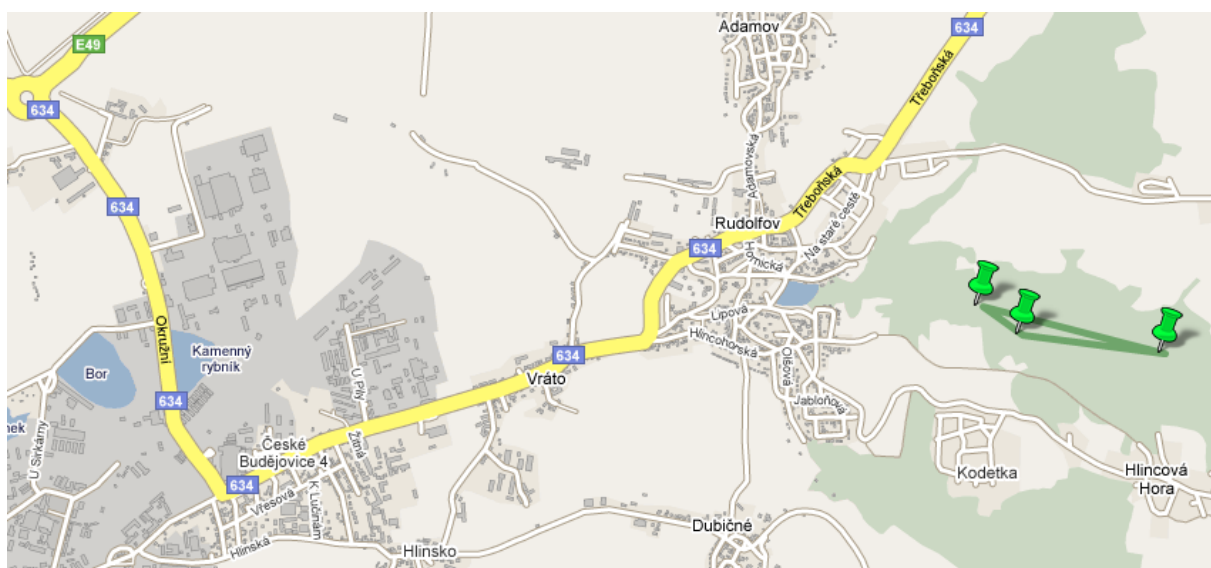 Adamov
634
E49
634
634
Třeboňská
Adamovská
Třeboňská
634
Rudolfov
Na staré cestě
634
Hornická
Lipová
Okružní
Kamenný
rybník
Hlincohorská
Olšová
634
Vráto
Bor
U Pily
634
Jabloňová
U Sirkárny
České
Budějovice 4
Žitná
Kodetka
Hlincová
Hora
634
Vřesová
K Lučinám
Dubičné
Hlinská
Hlinsko